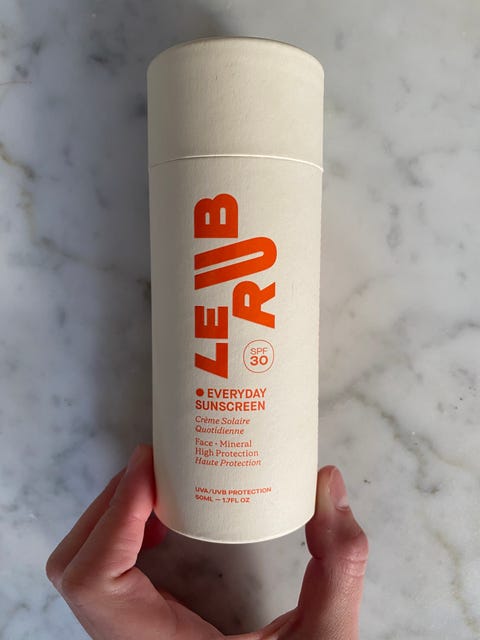 LE RUB
SPF
30
EVERYDAY
SUNSCREEN
Crème Solaire
Quotidienne
Face • Mineral
High Protection
Haute Protection
UVA/UVB PROTECTION
50ML — 1.7FL OZ